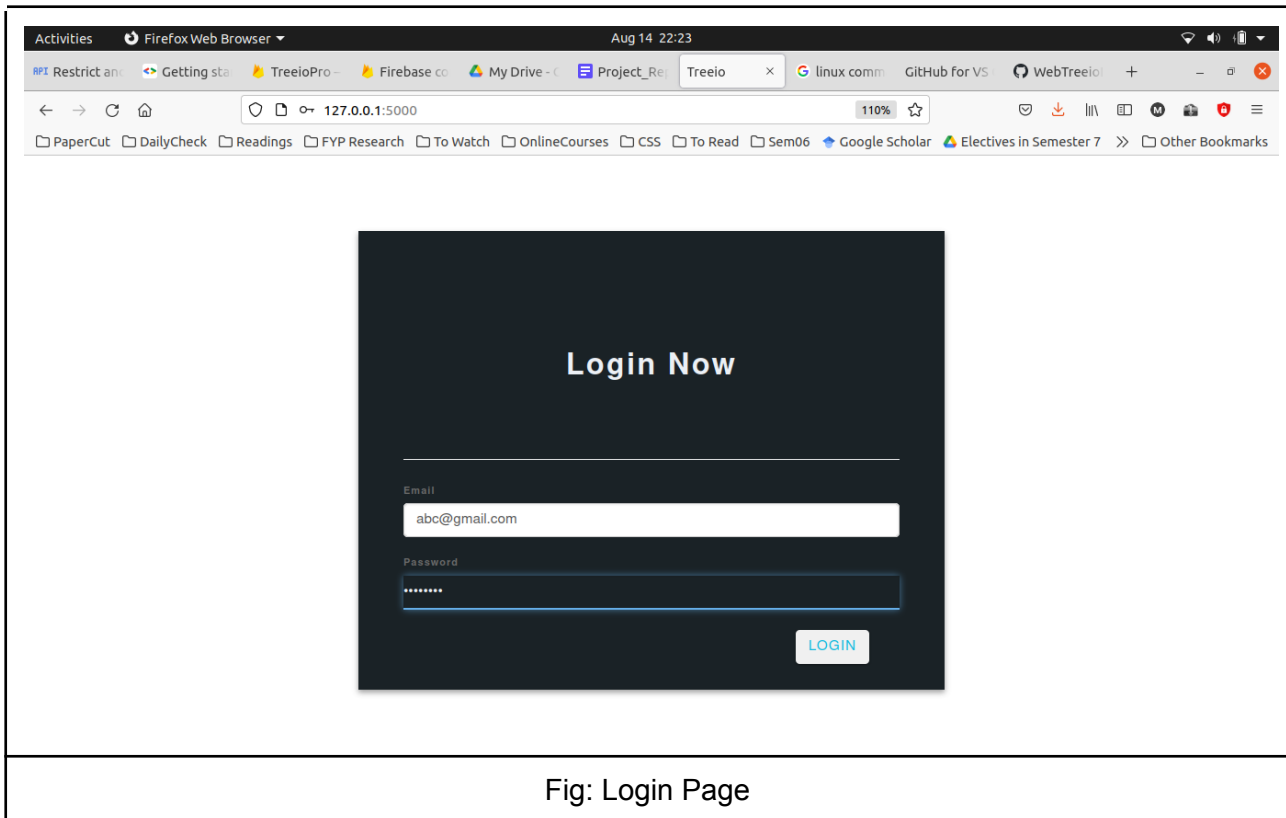 Activities Firefox Web Browser Aug 14 22:23
RPI Restrict an Getting sta TreeioPro – Firebase co My Drive - Project_Re Treeio × G linux comm GitHub for VS WebTreeio +
127.0.0.1:5000 110% M
PaperCut DailyCheck Readings FYP Research To Watch OnlineCourses CSS To Read Sem06 Google Scholar Electives in Semester 7 Other Bookmarks
Login Now
Email
abc@gmail.com
Password
••••••••
LOGIN
Fig: Login Page